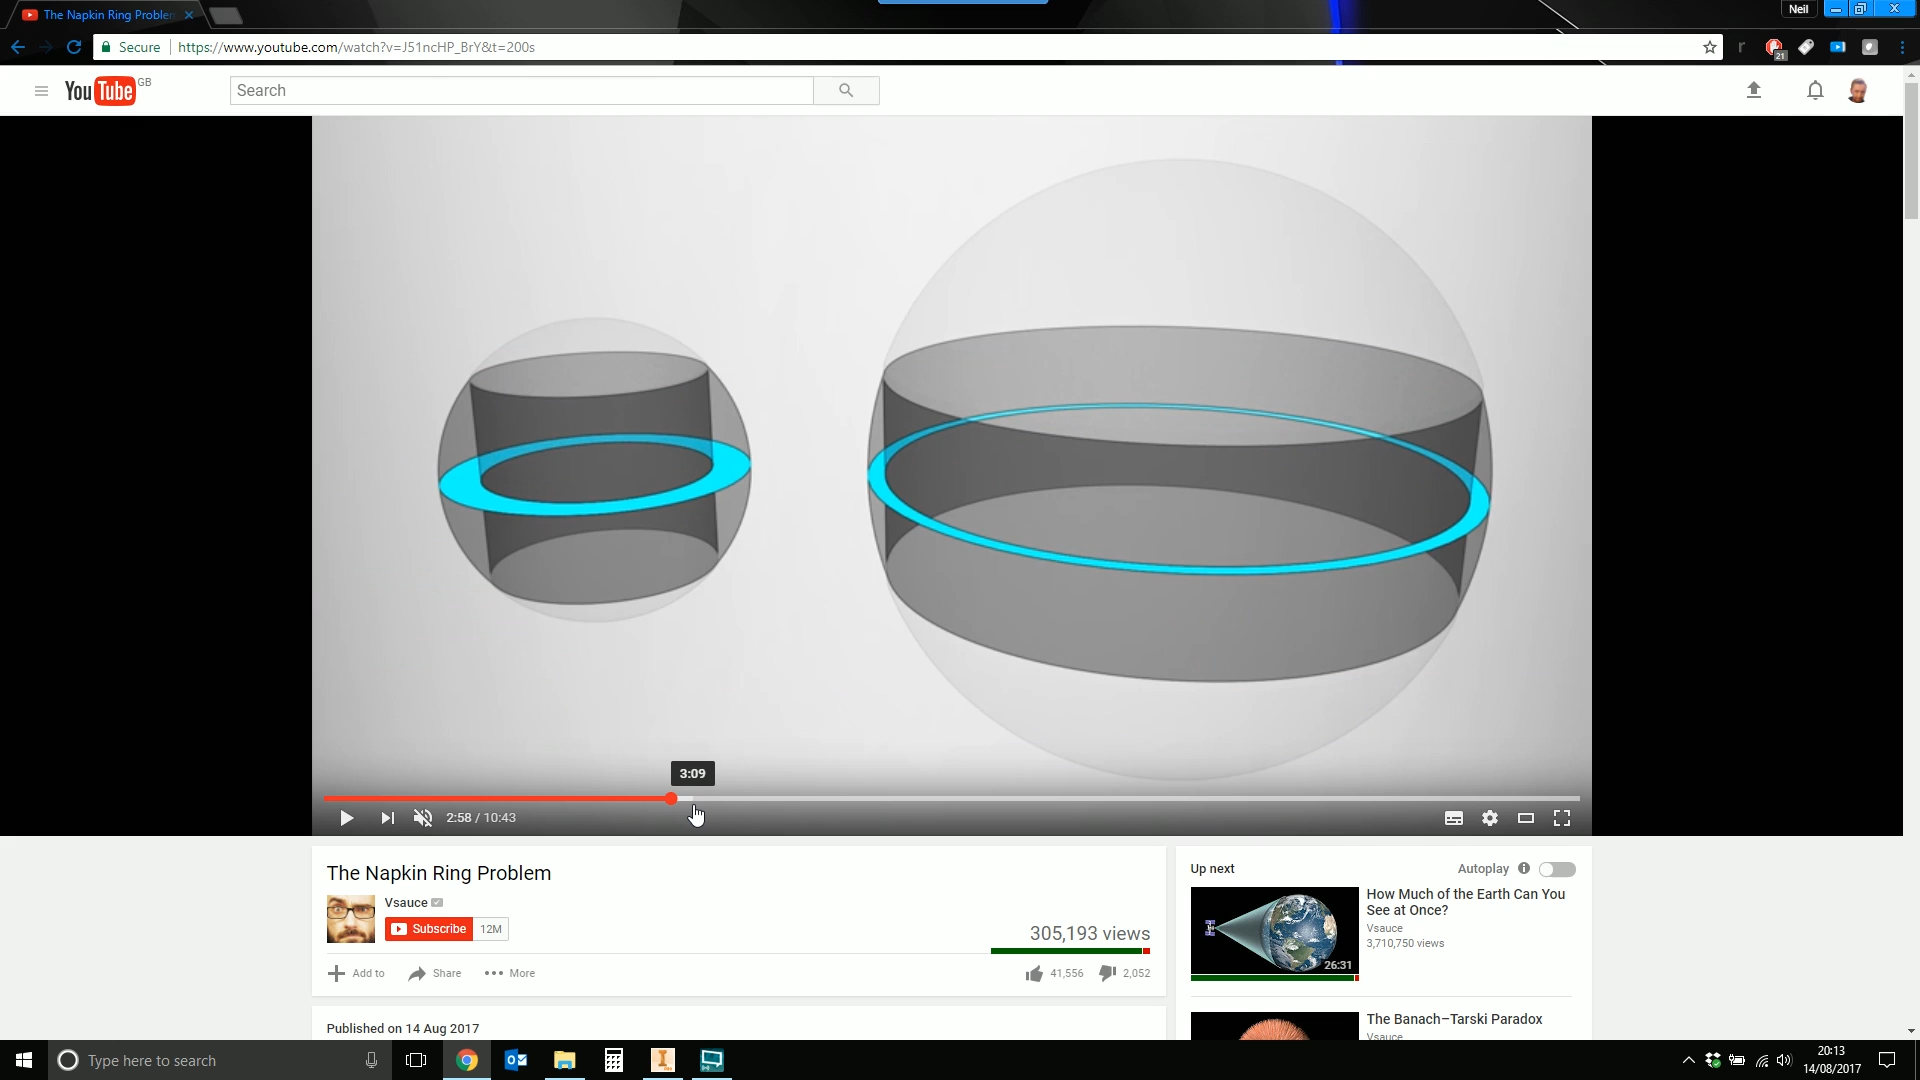 The Napkin Ring Problem
Neil
Secure
https://www.youtube.com/watch?v=J51ncHP_BrY&t=200s
r
21
YouTube GB
Search
3:09
2:58 / 10:43
The Napkin Ring Problem
Vsauce
Subscribe 12M
305,193 views
Add to Share More
41,556 2,052
Published on 14 Aug 2017
Up next
Autoplay
How Much of the Earth Can You
See at Once?
Vsauce
3,710,750 views
26:31
The Banach–Tarski Paradox
Vsauce
Type here to search
20:13
14/08/2017